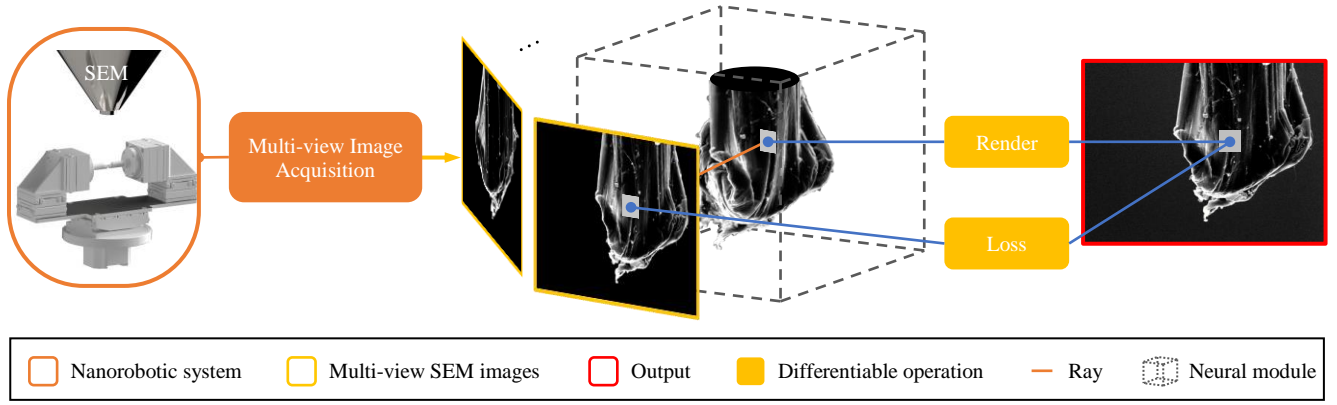 SEM
Multi-view Image
Acquisition
...
Render
Loss
Nanorobotic system
Multi-view SEM images
Output
Differentiable operation
Ray
Neural module